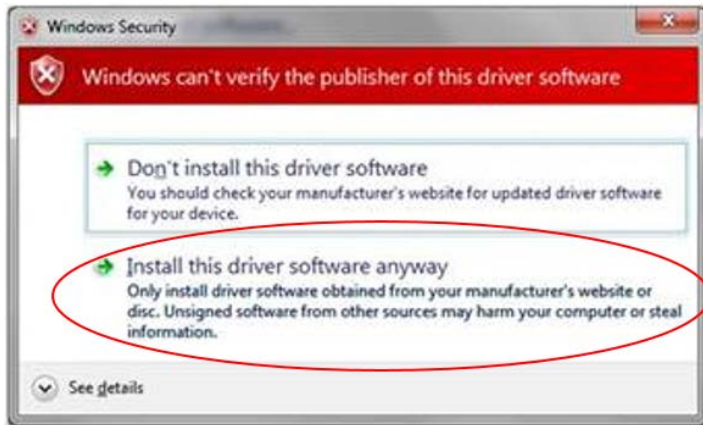 Windows Security
Windows can't verify the publisher of this driver software
Don't install this driver software
You should check your manufacturer's website for updated driver software
for your device.
Install this driver software anyway
Only install driver software obtained from your manufacturer's website or
disc. Unsigned software from other sources may harm your computer or steal
information.
See details